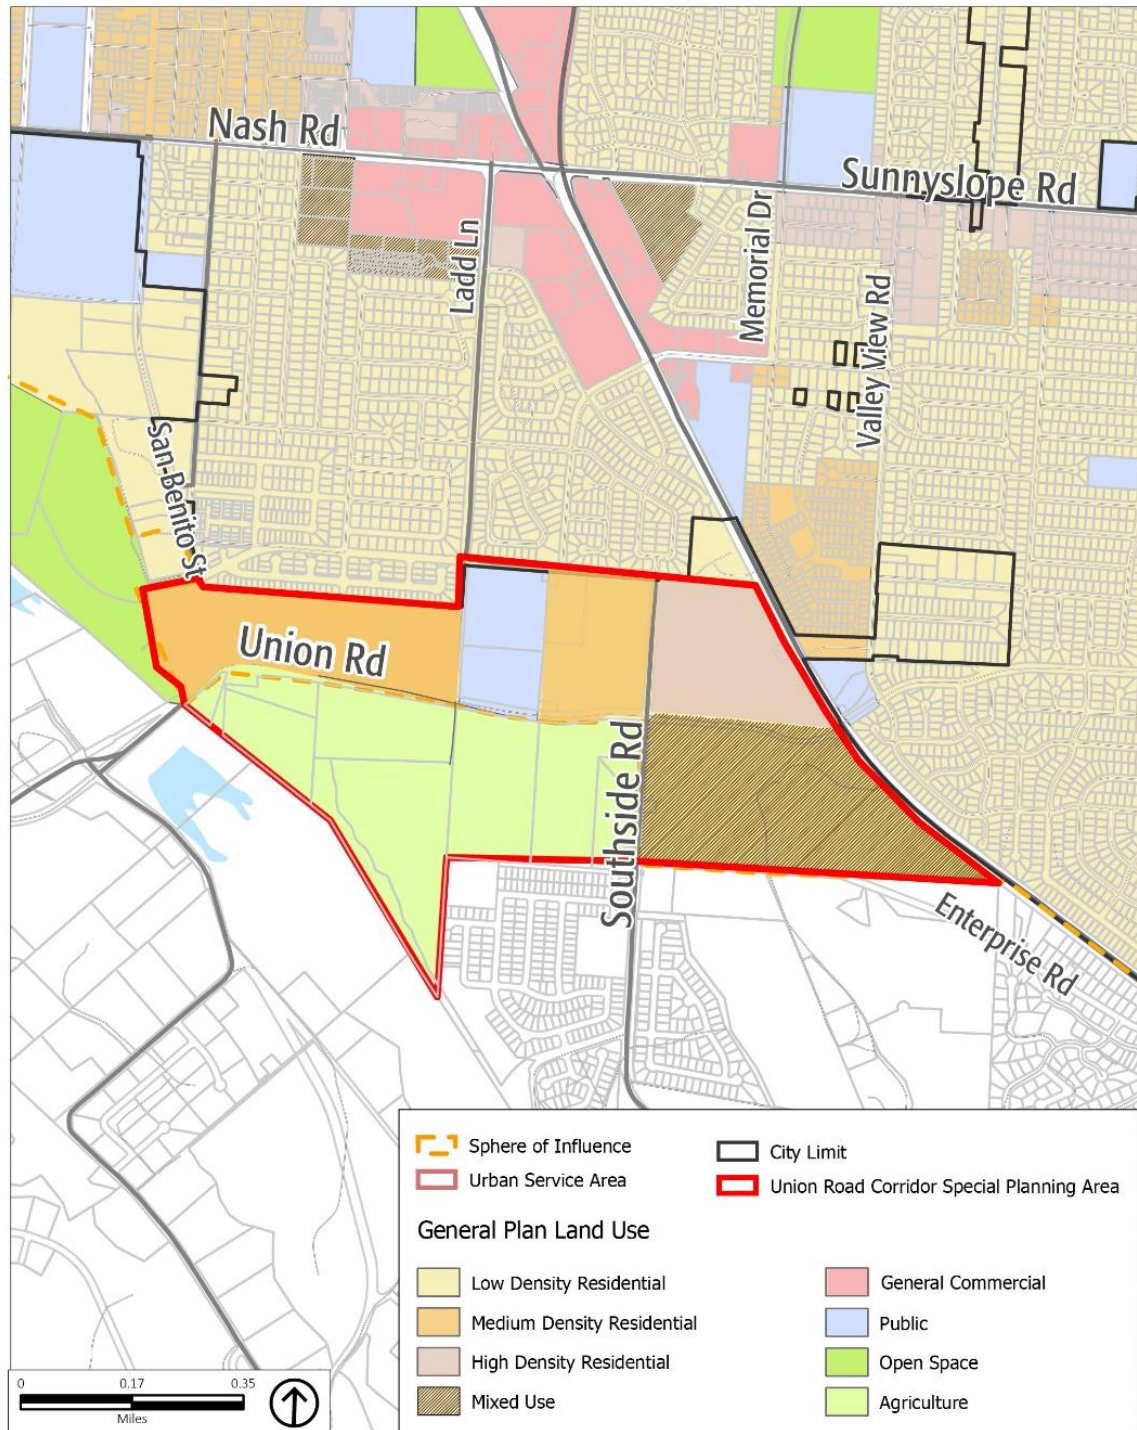 Nash Rd
Sunnyslope Rd
Ladd Ln
Memorial Dr
Valley View Rd
San Benito St
Union Rd
Southside Rd
Enterprise Rd
Sphere of Influence
Urban Service Area
City Limit
Union Road Corridor Special Planning Area
General Plan Land Use
Low Density Residential
Medium Density Residential
High Density Residential
Mixed Use
General Commercial
Public
Open Space
Agriculture
0 0.17 0.35
Miles